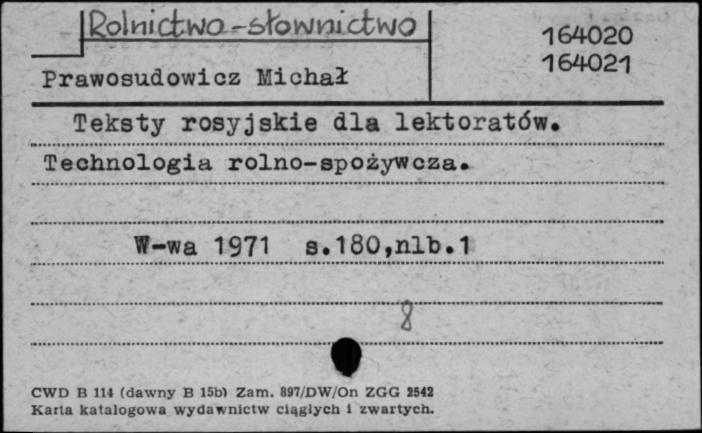 Rolnictwo-słownictwo
164020
164021
Prawosudowicz Michał
Teksty rosyjskie dla lektoratów.
Technologia rolno-spożywcza.
W-wa 1971 s.180,nlb.1
8
CWD B 114 (dawny B 15b) Zam. 897/DW/On ZGG 2542
Karta katalogowa wydawnictw ciągłych i zwartych.